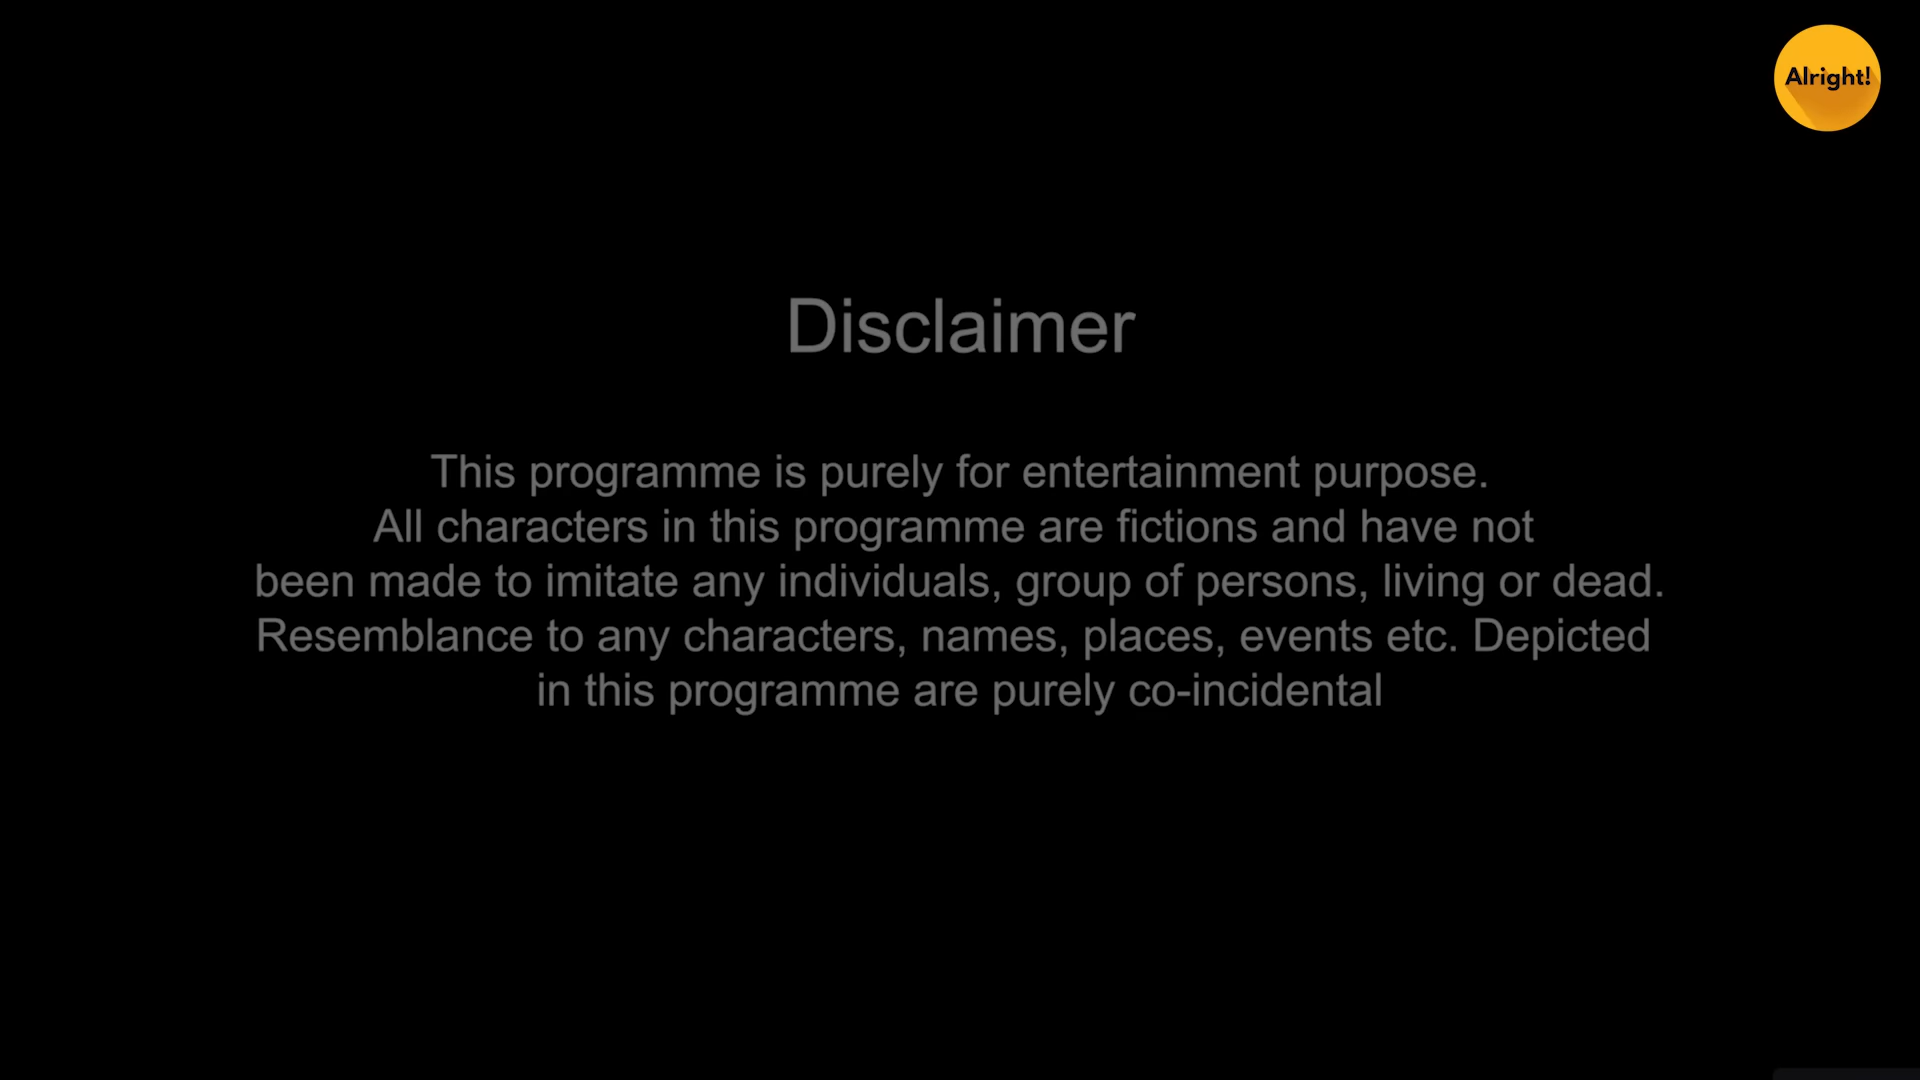 Alright!
Disclaimer
This programme is purely for entertainment purpose.
All characters in this programme are fictions and have not
been made to imitate any individuals, group of persons, living or dead.
Resemblance to any characters, names, places, events etc. Depicted
in this programme are purely co-incidental